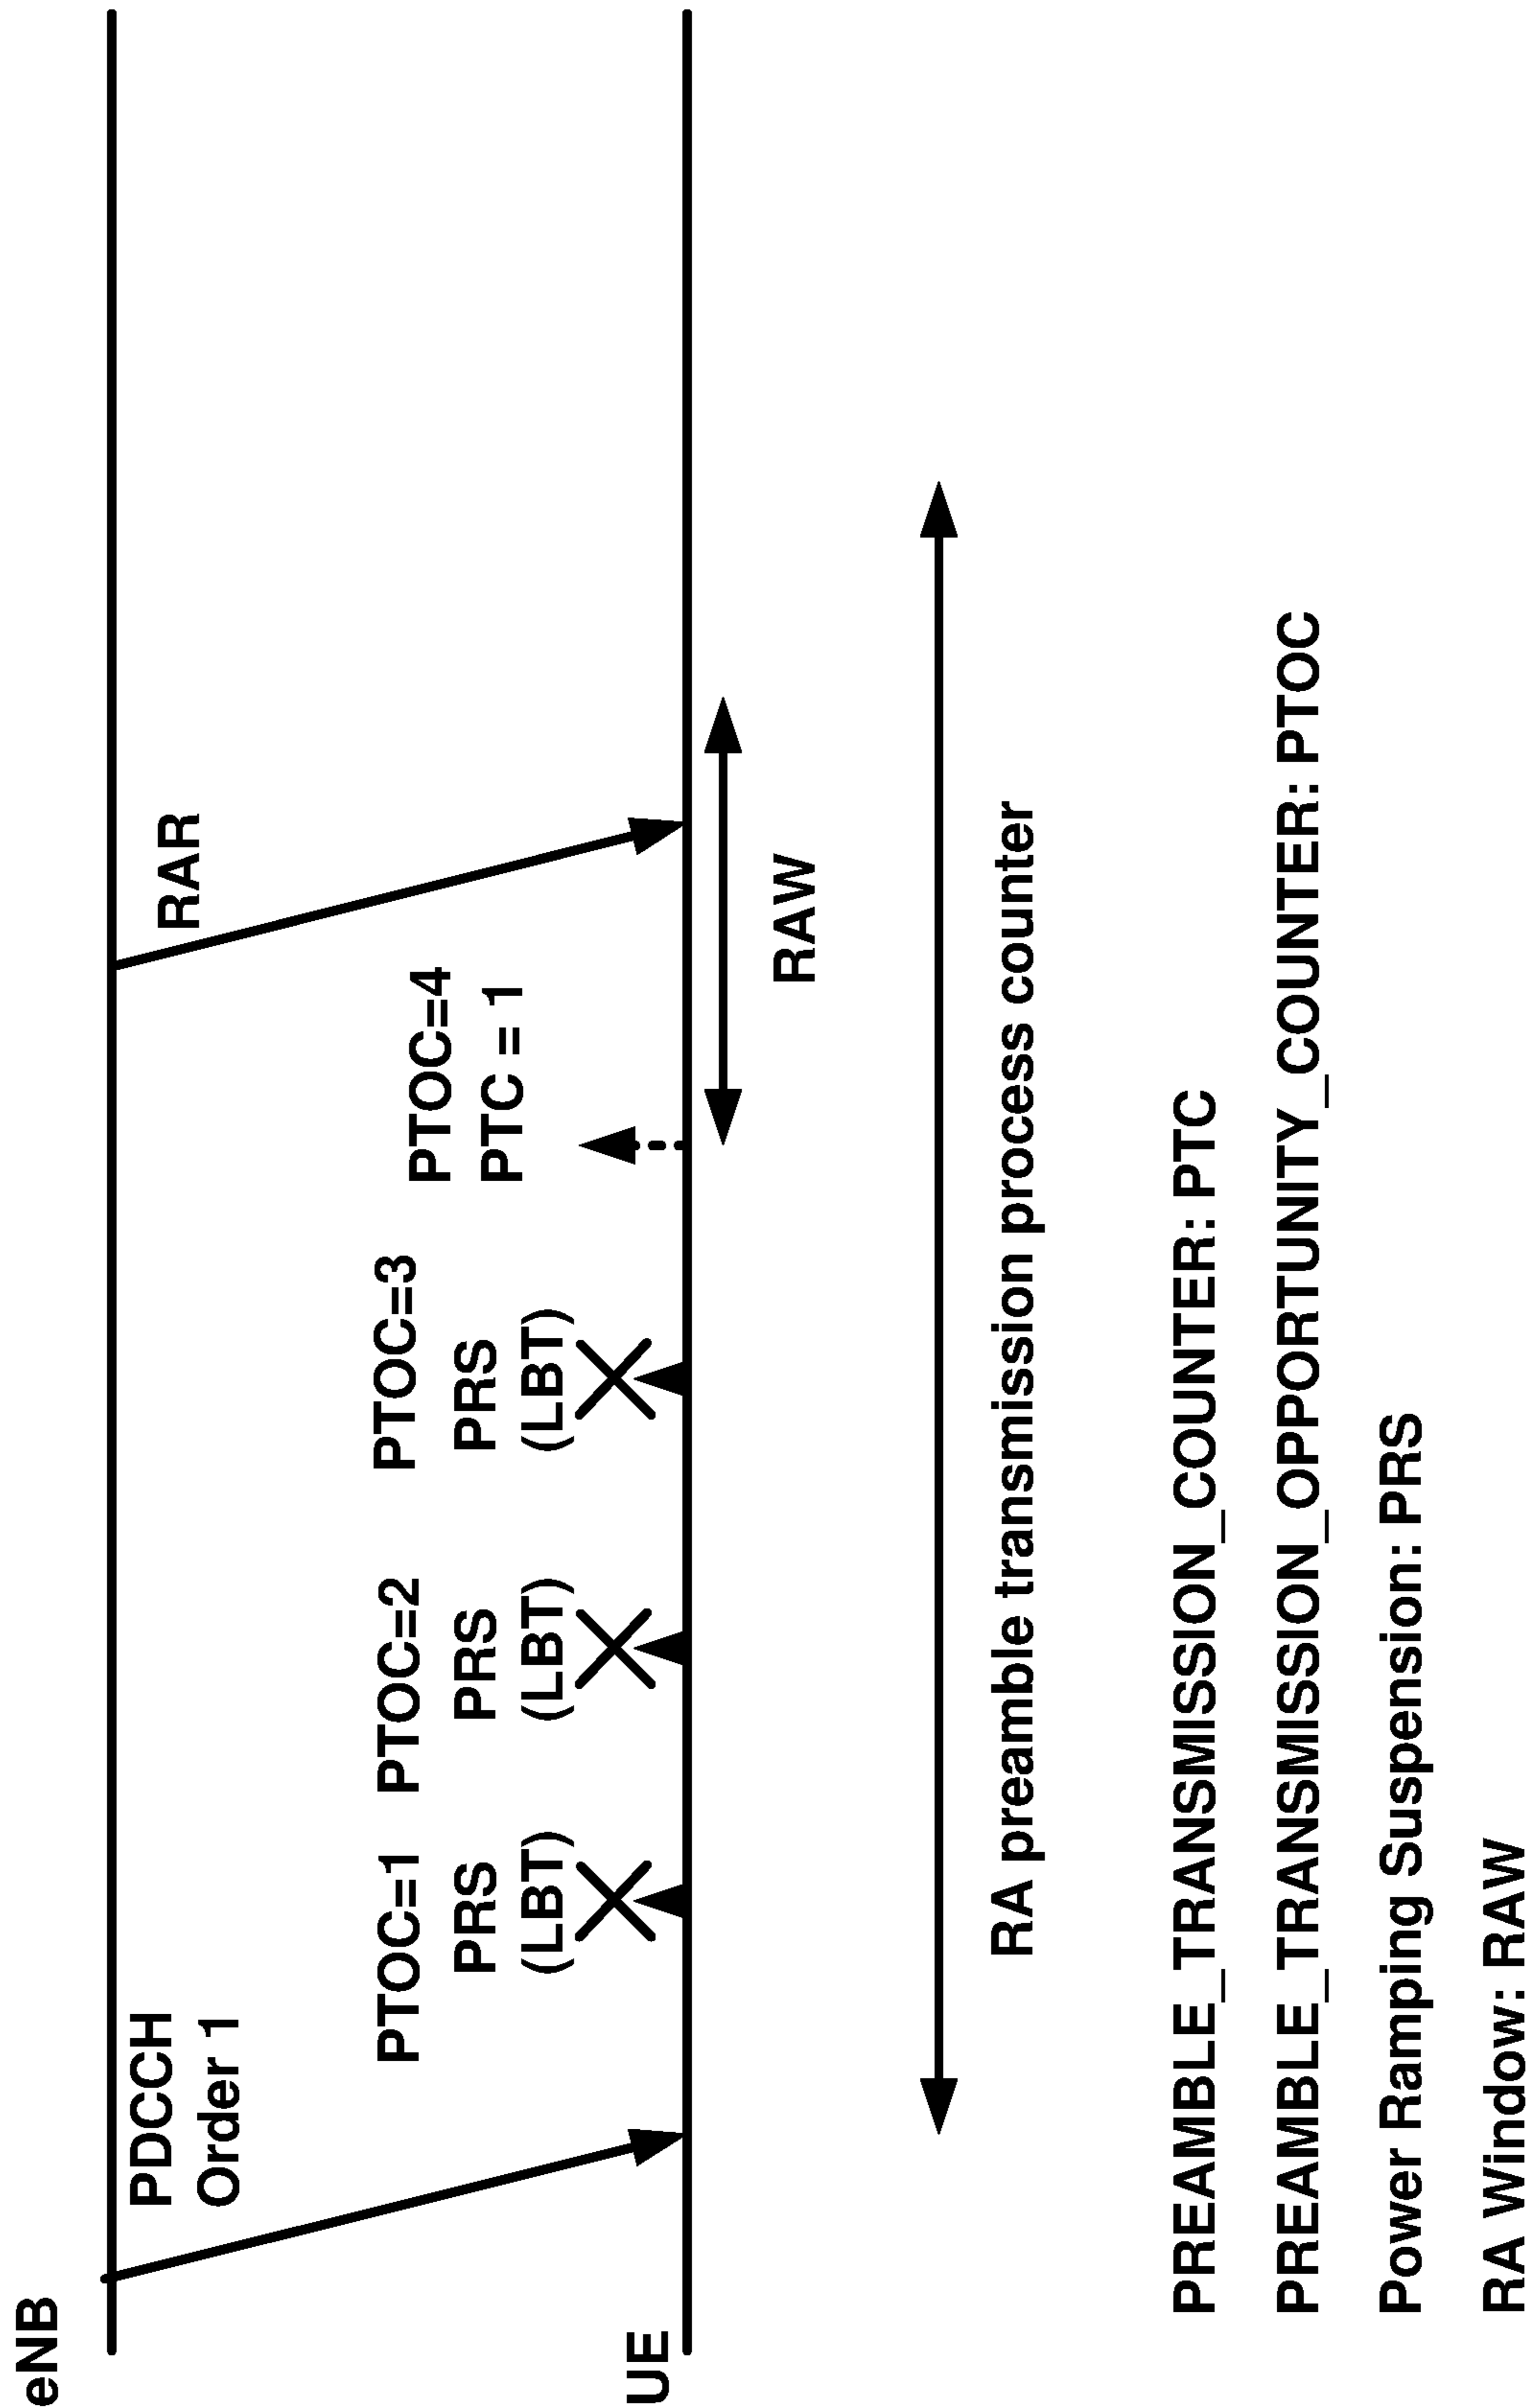 eNB
PDCCH
Order 1
RAR
PTOC=1
PRS
(LBT)
PTOC=2
PRS
(LBT)
PTOC=3
PRS
(LBT)
PTOC=4
PTC = 1
UE
RAW
RA preamble transmission process counter
PREAMBLE_TRANSMISSION_COUNTER: PTC
PREAMBLE_TRANSMISSION_OPPORTUNITY_COUNTER: PTOC
Power Ramping Suspension: PRS
RA Window: RAW